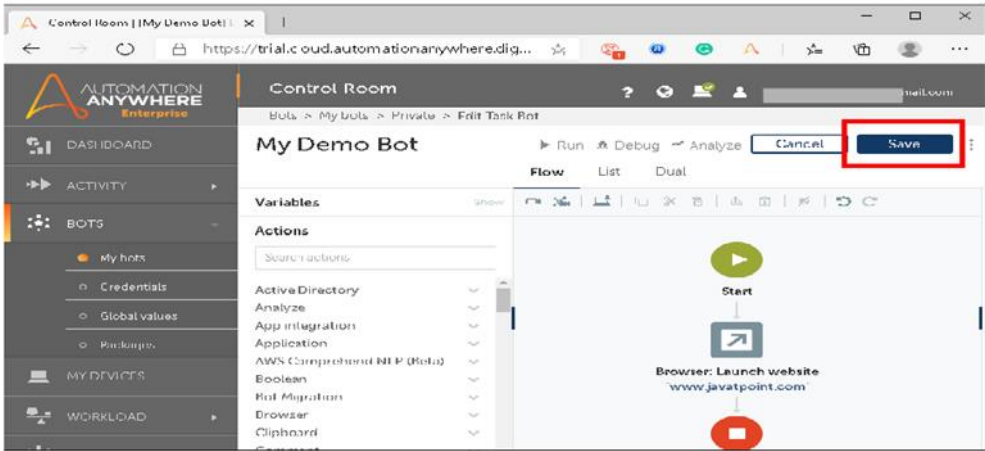 Control Room | [My Demo Bot] E
https://trial.cloud.automationanywhere.dig...
AUTOMATION
ANYWHERE
Enterprise
Control Room
mail.com
Bots > My bots > Private > Edit Task Bot
My Demo Bot
Run Debug Analyze Cancel Save
Flow List Dual
DASHBOARD
ACTIVITY
BOTS
My bots
Credentials
Global values
Packages
MY DEVICES
WORKLOAD
Variables Show
Actions
Search actions
Active Directory
Analyze
App integration
Application
AWS Comprehend NLP (Beta)
Boolean
Bot Migration
Browser
Clipboard
Comment
Start
Browser: Launch website
"www.javatpoint.com"